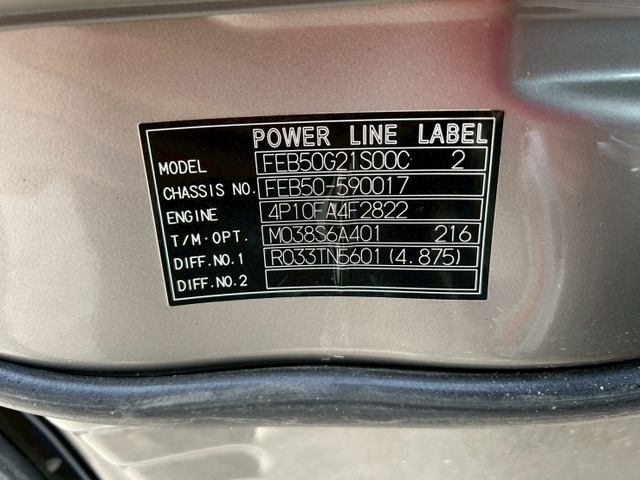 POWER LINE LABEL
MODEL FEB50G21S00C 2
CHASSIS NO. FEB50-590017
ENGINE 4P10FA4F2822
T/M·OPT. M038S6A401 216
DIFF.NO.1 R033TN5601(4.875)
DIFF.NO.2